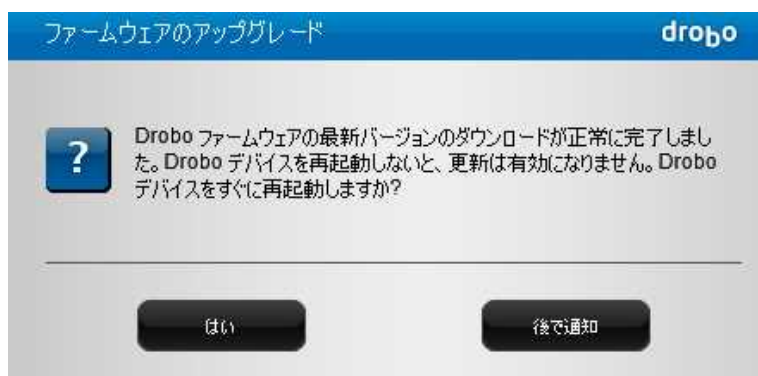 ファームウェアのアップグレード
drobo
?
Drobo ファームウェアの最新バージョンのダウンロードが正常に完了しまし
た。Drobo デバイスを再起動しないと、更新は有効になりません。Drobo
デバイスをすぐに再起動しますか?
はい
後で通知